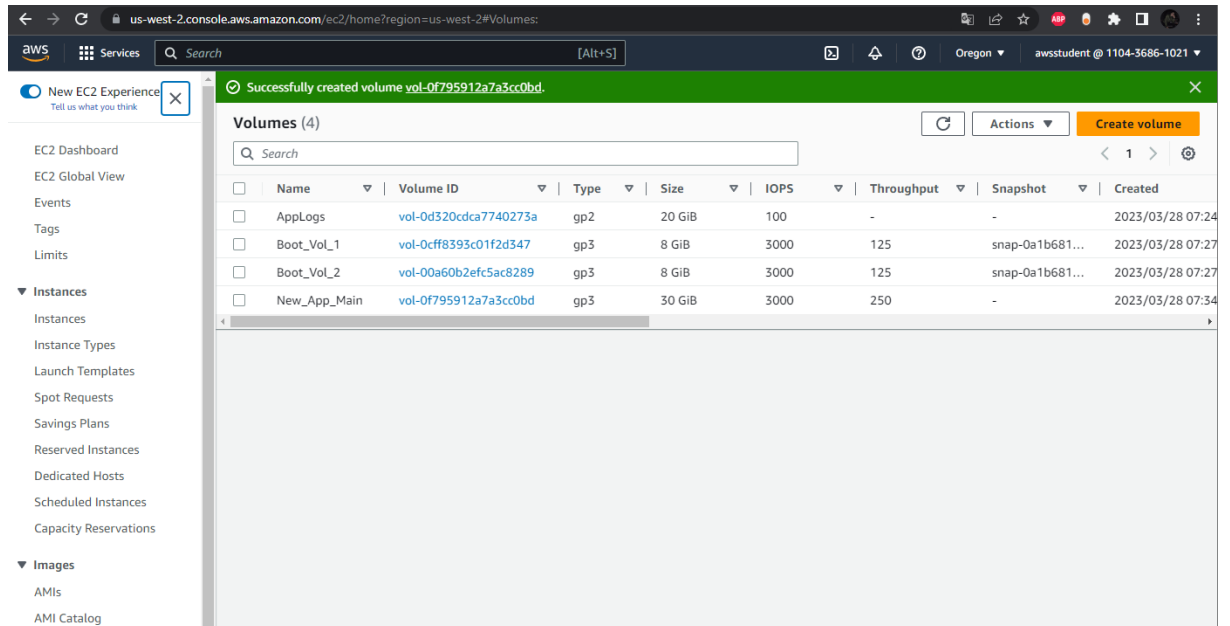 us-west-2.console.aws.amazon.com/ec2/home?region=us-west-2#Volumes:
ABP
aws Services Search [Alt+S] Oregon ▼ awsstudent @ 1104-3686-1021 ▼
New EC2 Experience
Tell us what you think
EC2 Dashboard
EC2 Global View
Events
Tags
Limits
Instances
Instances
Instance Types
Launch Templates
Spot Requests
Savings Plans
Reserved Instances
Dedicated Hosts
Scheduled Instances
Capacity Reservations
Images
AMIs
AMI Catalog
Successfully created volume vol-0f795912a7a3cc0bd.
Volumes (4) Actions ▼ Create volume
Search 1
Name Volume ID Type Size IOPS Throughput Snapshot Created
AppLogs vol-0d320cdca7740273a gp2 20 GiB 100 - - 2023/03/28 07:24
Boot_Vol_1 vol-0cff8393c01f2d347 gp3 8 GiB 3000 125 snap-0a1b681... 2023/03/28 07:27
Boot_Vol_2 vol-00a60b2efc5ac8289 gp3 8 GiB 3000 125 snap-0a1b681... 2023/03/28 07:27
New_App_Main vol-0f795912a7a3cc0bd gp3 30 GiB 3000 250 - 2023/03/28 07:34